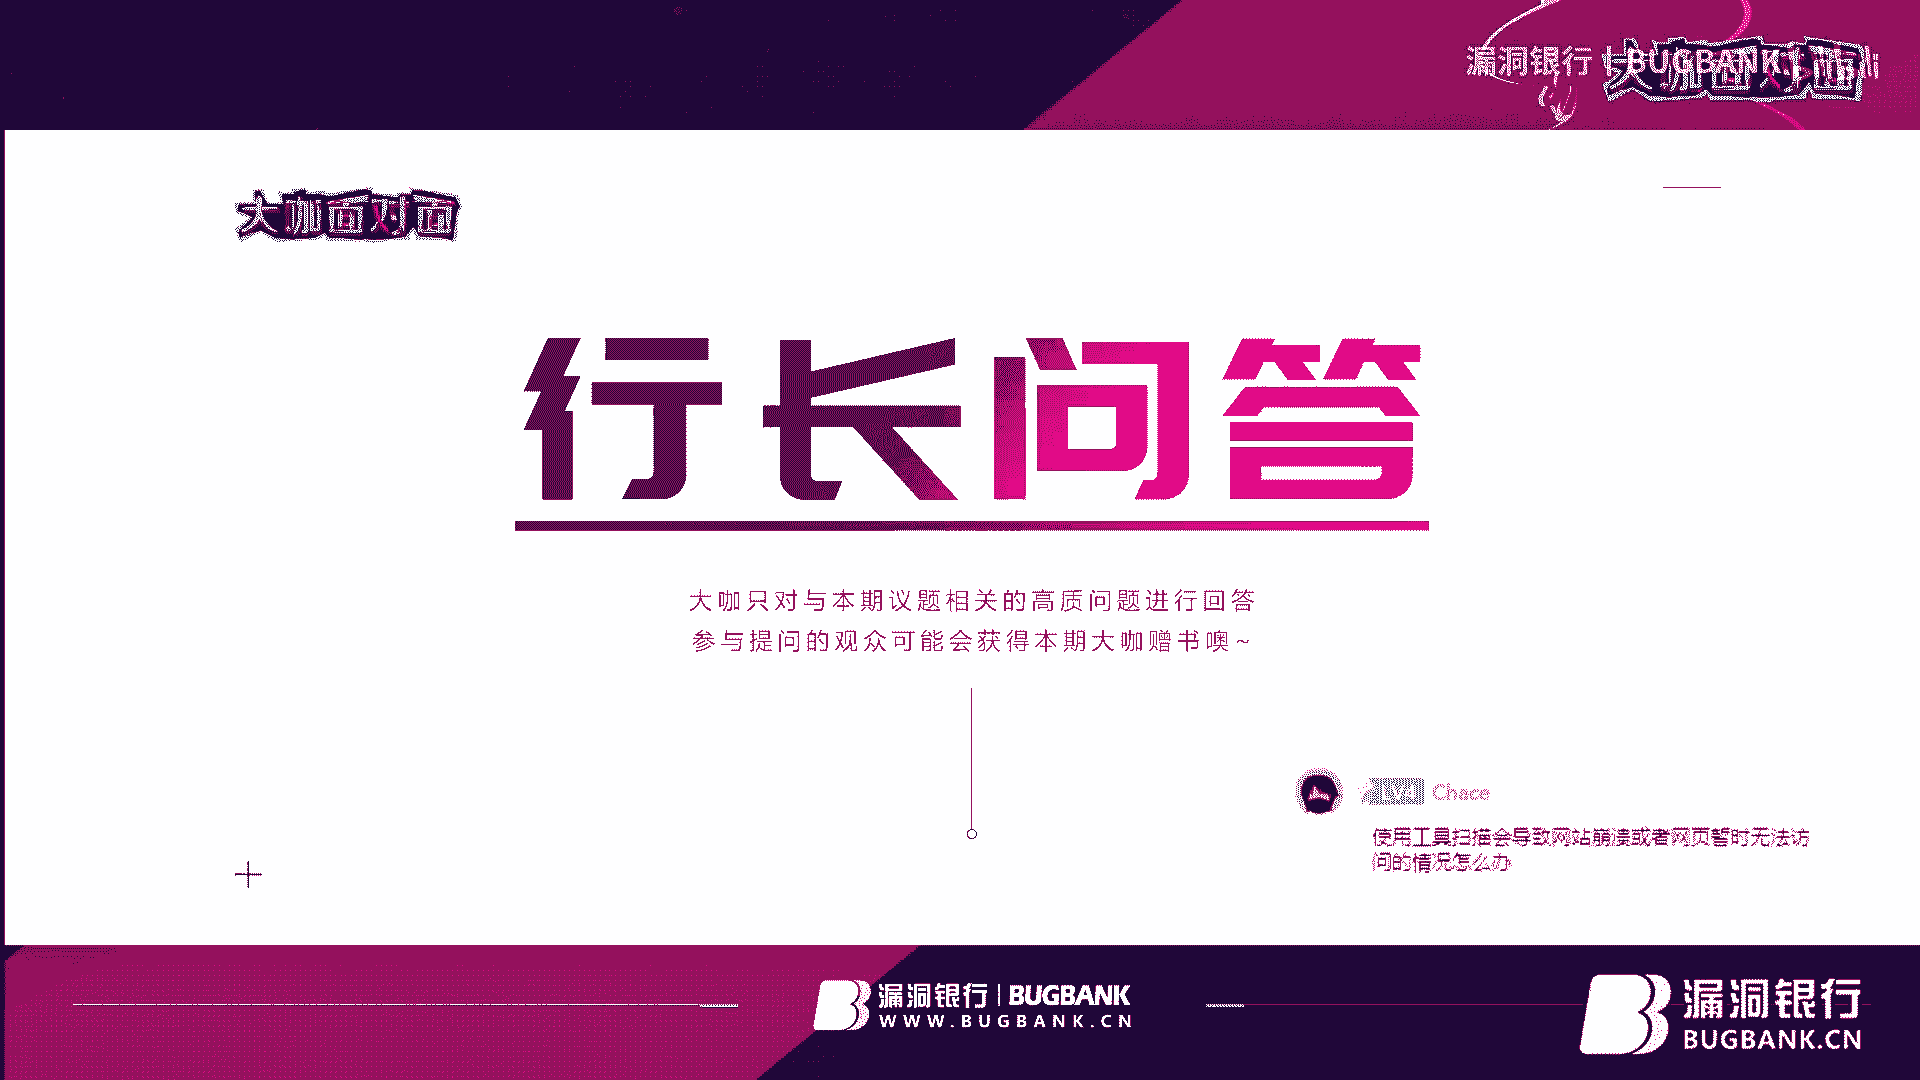 漏洞银行 | BUGBANK
大咖面对面
大咖面对面
行长问答
大咖只对与本期议题相关的高质问题进行回答
参与提问的观众可能会获得本期大咖赠书噢~
Chace
使用工具扫描会导致网站崩溃或者网页暂时无法访
问的情况怎么办
漏洞银行 | BUGBANK
WWW.BUGBANK.CN
漏洞银行
BUGBANK.CN